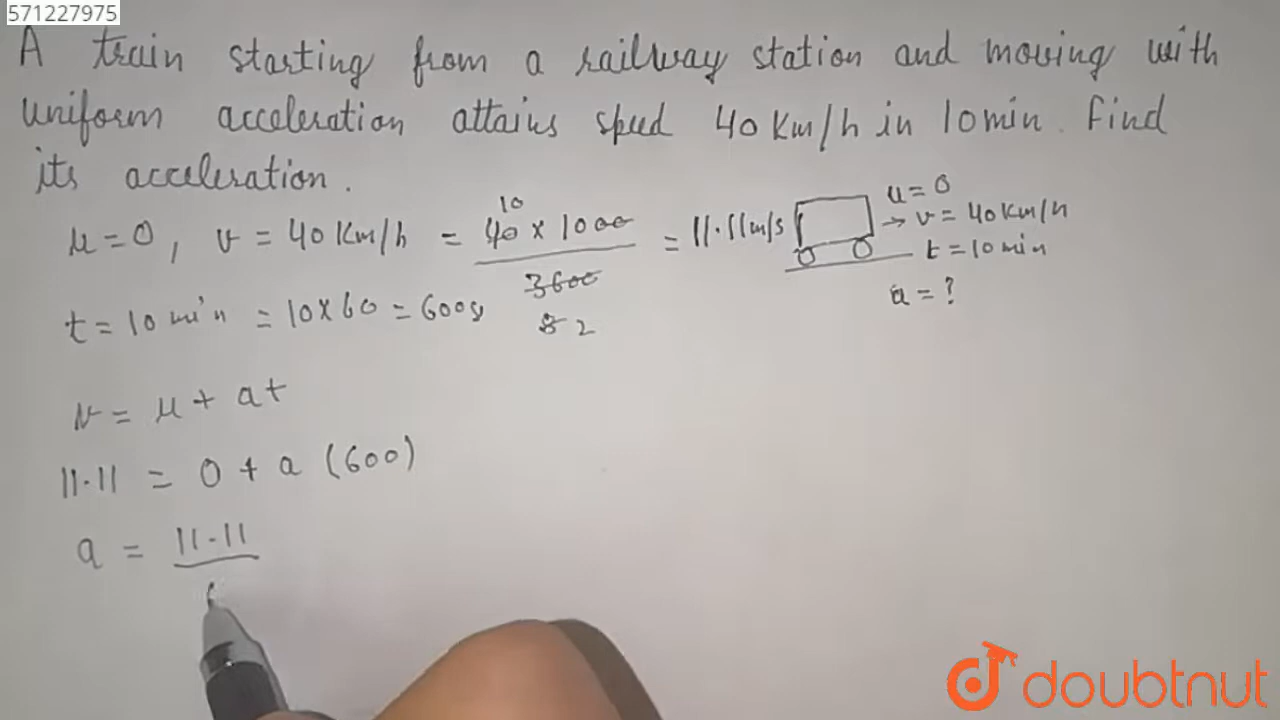 571227975
A train starting from a railway station and moving with
uniform acceleration attains speed 40 Km/h in 10 min. Find
its acceleration.
u = 0
v = 40 Km/h
t = 10 min
a = ?
u = 0, v = 40 Km/h = 40 × 1000 / 3600 = 11.11 m/s
10
t = 10 min = 10 × 60 = 600s
v = u + at
11.11 = 0 + a (600)
a = 11.11
doubtnut